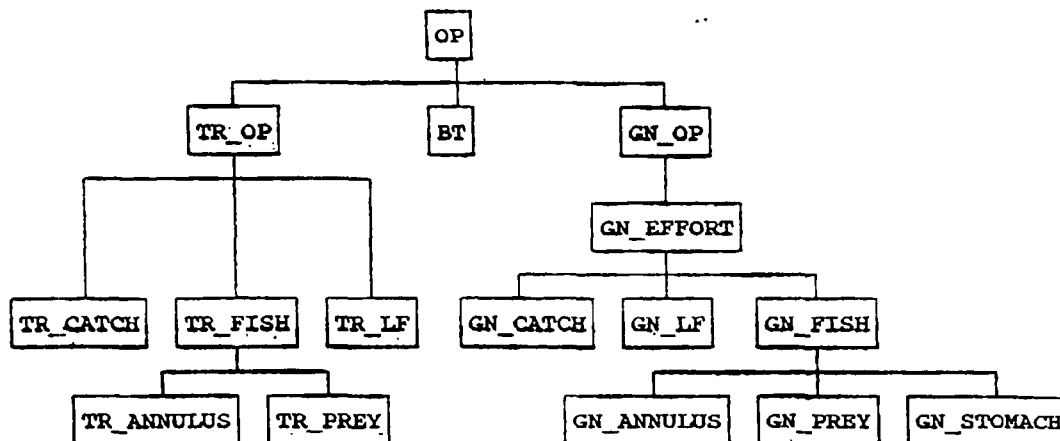 OP
TR_OP BT GN_OP
GN_EFFORT
TR_CATCH TR_FISH TR_LF GN_CATCH GN_LF GN_FISH
TR_ANNULUS TR_PREY GN_ANNULUS GN_PREY GN_STOMACH